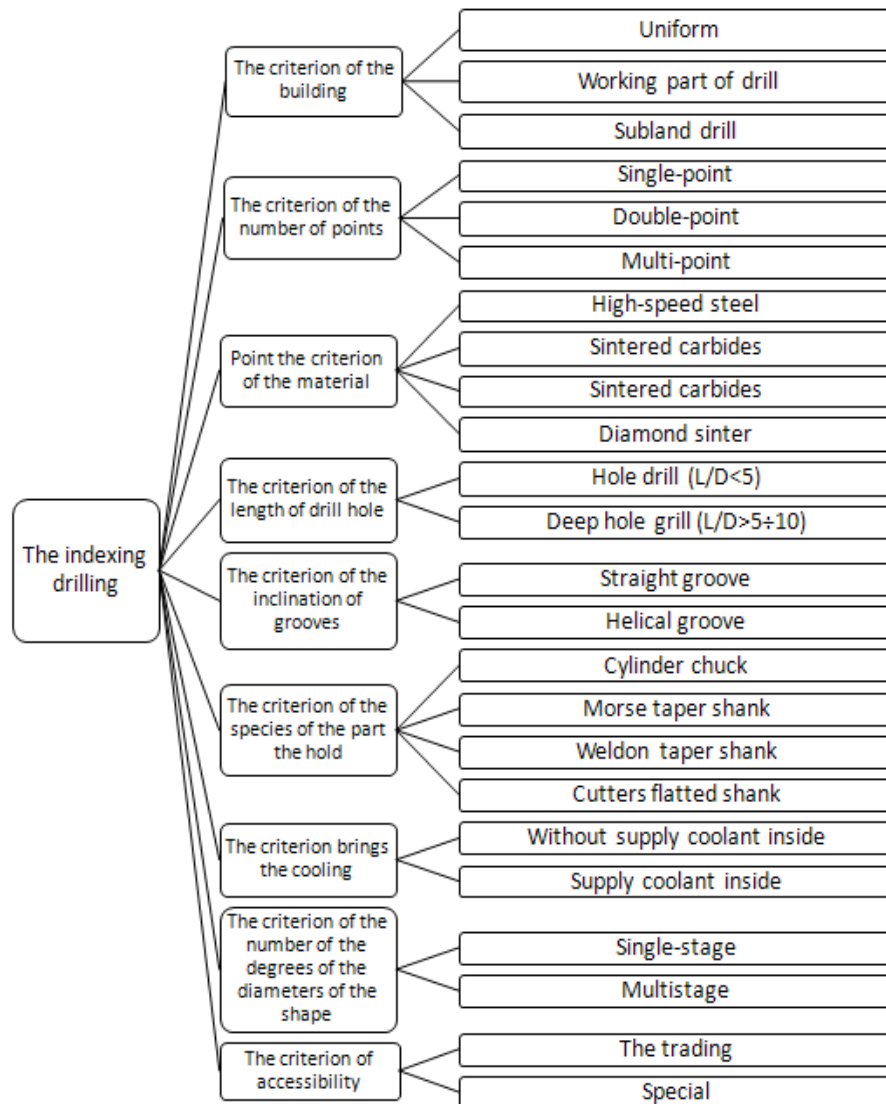 The indexing
drilling
The criterion of the
building
Uniform
Working part of drill
Subland drill
The criterion of the
number of points
Single-point
Double-point
Multi-point
Point the criterion
of the material
High-speed steel
Sintered carbides
Sintered carbides
Diamond sinter
The criterion of the
length of drill hole
Hole drill (L/D<5)
Deep hole grill (L/D>5÷10)
The criterion of the
inclination of
grooves
Straight groove
Helical groove
The criterion of the
species of the part
the hold
Cylinder chuck
Morse taper shank
Weldon taper shank
Cutters flatted shank
The criterion brings
the cooling
Without supply coolant inside
Supply coolant inside
The criterion of the
number of the
degrees of the
diameters of the
shape
Single-stage
Multistage
The criterion of
accessibility
The trading
Special